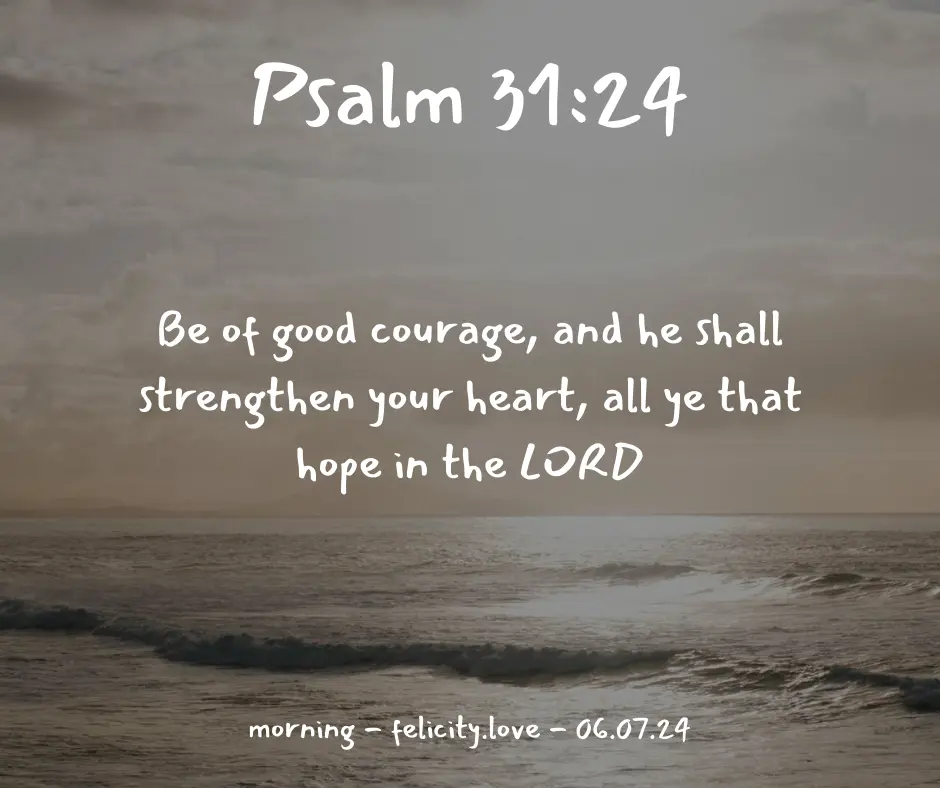 Psalm 31:24
Be of good courage, and he shall
strengthen your heart, all ye that
hope in the LORD
morning - felicity.love - 06.07.24